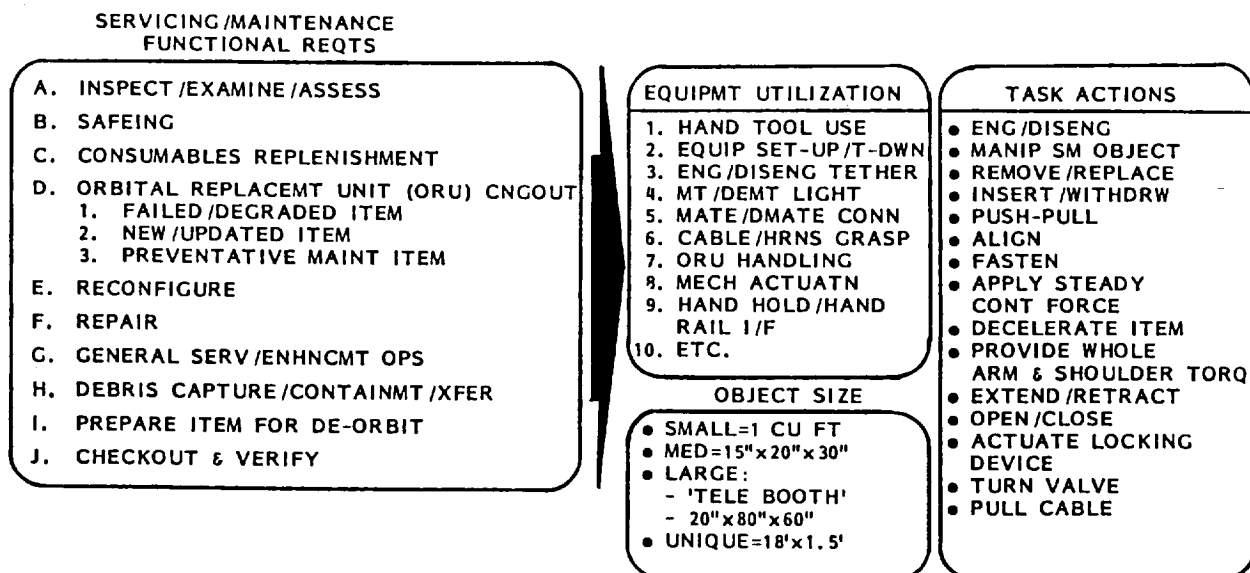 SERVICING/MAINTENANCE
FUNCTIONAL REQTS
A. INSPECT/EXAMINE/ASSESS
B. SAFEING
C. CONSUMABLES REPLENISHMENT
D. ORBITAL REPLACEMT UNIT (ORU) CNGOUT
1. FAILED/DEGRADED ITEM
2. NEW/UPDATED ITEM
3. PREVENTATIVE MAINT ITEM
E. RECONFIGURE
F. REPAIR
G. GENERAL SERV/ENHNCMT OPS
H. DEBRIS CAPTURE/CONTAINMT/XFER
I. PREPARE ITEM FOR DE-ORBIT
J. CHECKOUT & VERIFY
EQUIPMT UTILIZATION
1. HAND TOOL USE
2. EQUIP SET-UP/T-DWN
3. ENG/DISENG TETHER
4. MT/DEMT LIGHT
5. MATE/DMATE CONN
6. CABLE/HRNS GRASP
7. ORU HANDLING
8. MECH ACTUATN
9. HAND HOLD/HAND
RAIL I/F
10. ETC.
OBJECT SIZE
• SMALL=1 CU FT
• MED=15"x20"x30"
• LARGE:
- 'TELE BOOTH'
- 20"x80"x60"
• UNIQUE=18'x1.5'
TASK ACTIONS
• ENG/DISENG
• MANIP SM OBJECT
• REMOVE/REPLACE
• INSERT/WITHDRW
• PUSH-PULL
• ALIGN
• FASTEN
• APPLY STEADY
CONT FORCE
• DECELERATE ITEM
• PROVIDE WHOLE
ARM & SHOULDER TORQ
• EXTEND/RETRACT
• OPEN/CLOSE
• ACTUATE LOCKING
DEVICE
• TURN VALVE
• PULL CABLE